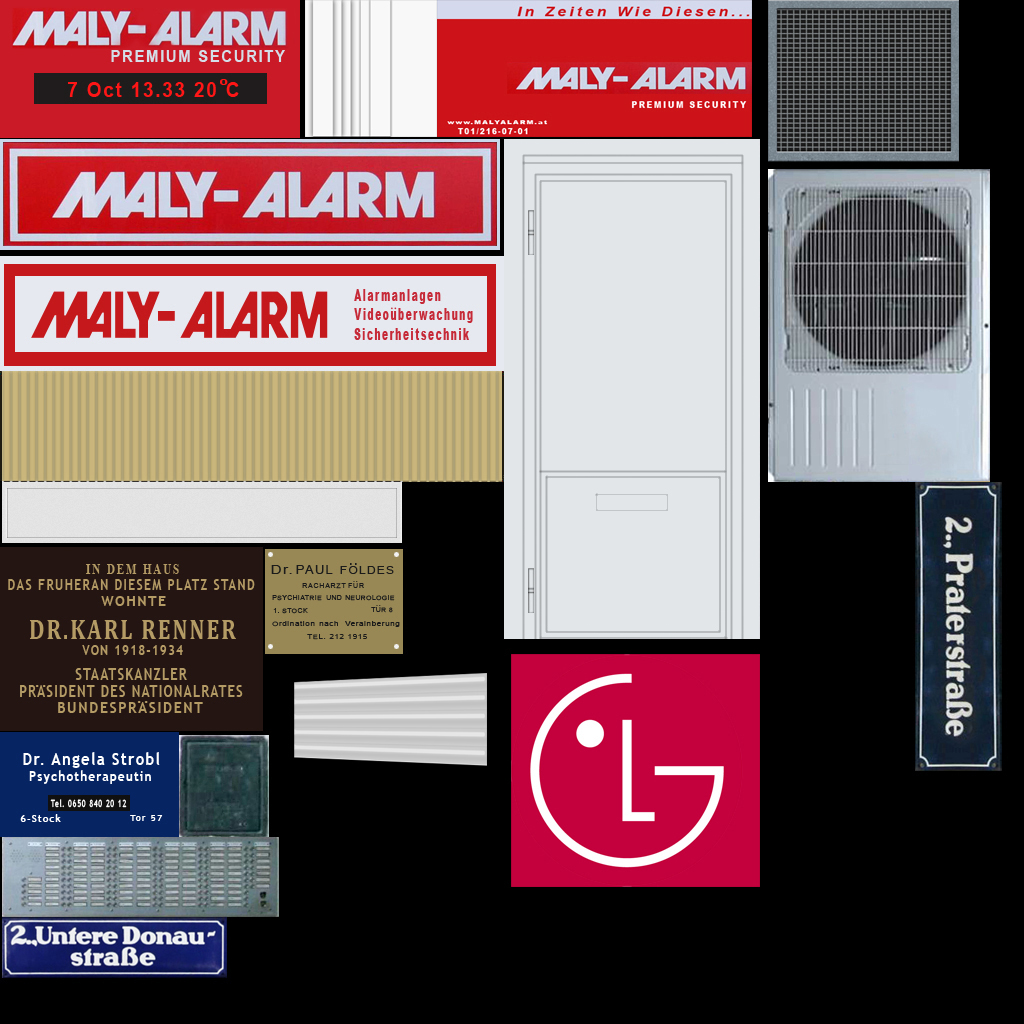 MALY-ALARM
PREMIUM SECURITY
7 Oct 13.33 20°C
In Zeiten Wie Diesen...
MALY-ALARM
PREMIUM SECURITY
www.MALYALARM.at
T01/216-07-01
MALY-ALARM
MALY-ALARM
Alarmanlagen
Videoüberwachung
Sicherheitsechnik
IN DEM HAUS
DAS FRUHERAN DIESEM PLATZ STAND
WOHNTE
DR.KARL RENNER
VON 1918-1934
STAATSKANZLER
PRÄSIDENT DES NATIONALRATES
BUNDESPRÄSIDENT
Dr. PAUL FÖLDES
RACHARZT FÜR
PSYCHIATRIE UND NEUROLOGIE
1. STOCK TÜR 8
Ordination nach Verainberung
TEL. 212 1915
2., Praterstraße
LG
Dr. Angela Strobl
Psychotherapeutin
Tel. 0650 840 20 12
6-Stock Tor 57
2.,Untere Donau-
straße